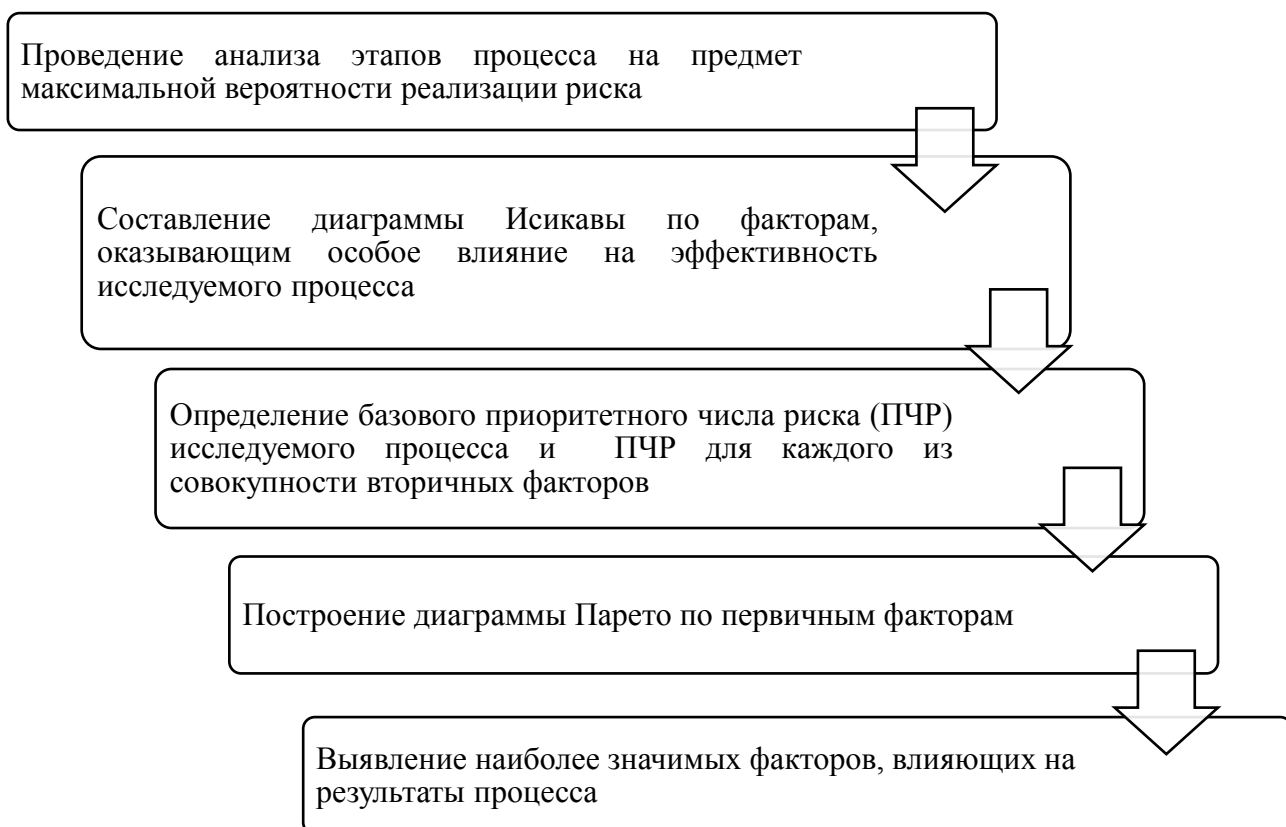 Проведение анализа этапов процесса на предмет
максимальной вероятности реализации риска
Составление диаграммы Исикавы по факторам,
оказывающим особое влияние на эффективность
исследуемого процесса
Определение базового приоритетного числа риска (ПЧР)
исследуемого процесса и ПЧР для каждого из
совокупности вторичных факторов
Построение диаграммы Парето по первичным факторам
Выявление наиболее значимых факторов, влияющих на
результаты процесса